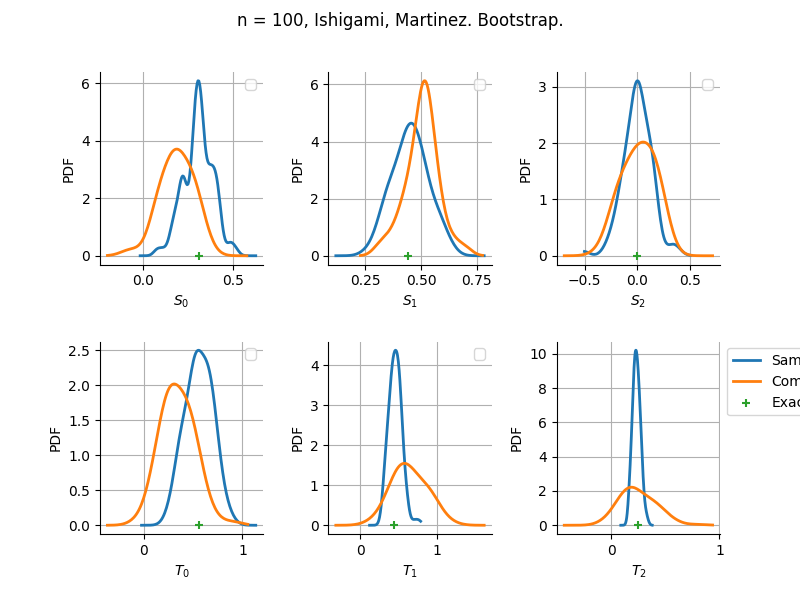 n = 100, Ishigami, Martinez. Bootstrap.
PDF
6
4
2
0
0.0 0.5
S0
PDF
6
4
2
0
0.25 0.50 0.75
S1
PDF
3
2
1
0
−0.5 0.0 0.5
S2
PDF
2.5
2.0
1.5
1.0
0.5
0.0
0 1
T0
PDF
4
3
2
1
0
0 1
T1
PDF
10
8
6
4
2
0
0 1
T2
Sam
Com
Exac